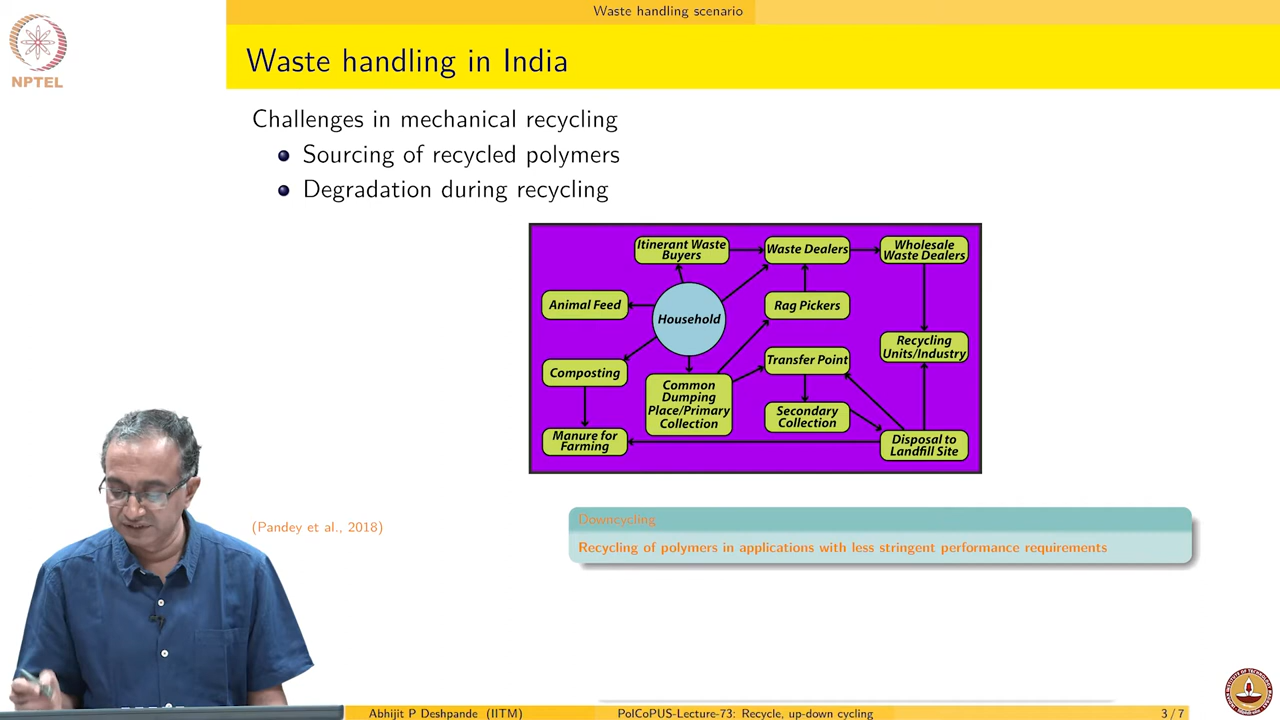 Waste handling scenario
NPTEL
Waste handling in India
Challenges in mechanical recycling
Sourcing of recycled polymers
Degradation during recycling
Itinerant Waste
Buyers
Waste Dealers
Wholesale
Waste Dealers
Animal Feed
Household
Rag Pickers
Recycling
Units/Industry
Composting
Common
Dumping
Place/Primary
Collection
Transfer Point
Secondary
Collection
Manure for
Farming
Disposal to
Landfill Site
(Pandey et al., 2018)
Downcycling
Recycling of polymers in applications with less stringent performance requirements
Abhijit P Deshpande (IITM)
PolCoPUS-Lecture-73: Recycle, up-down cycling
3/7